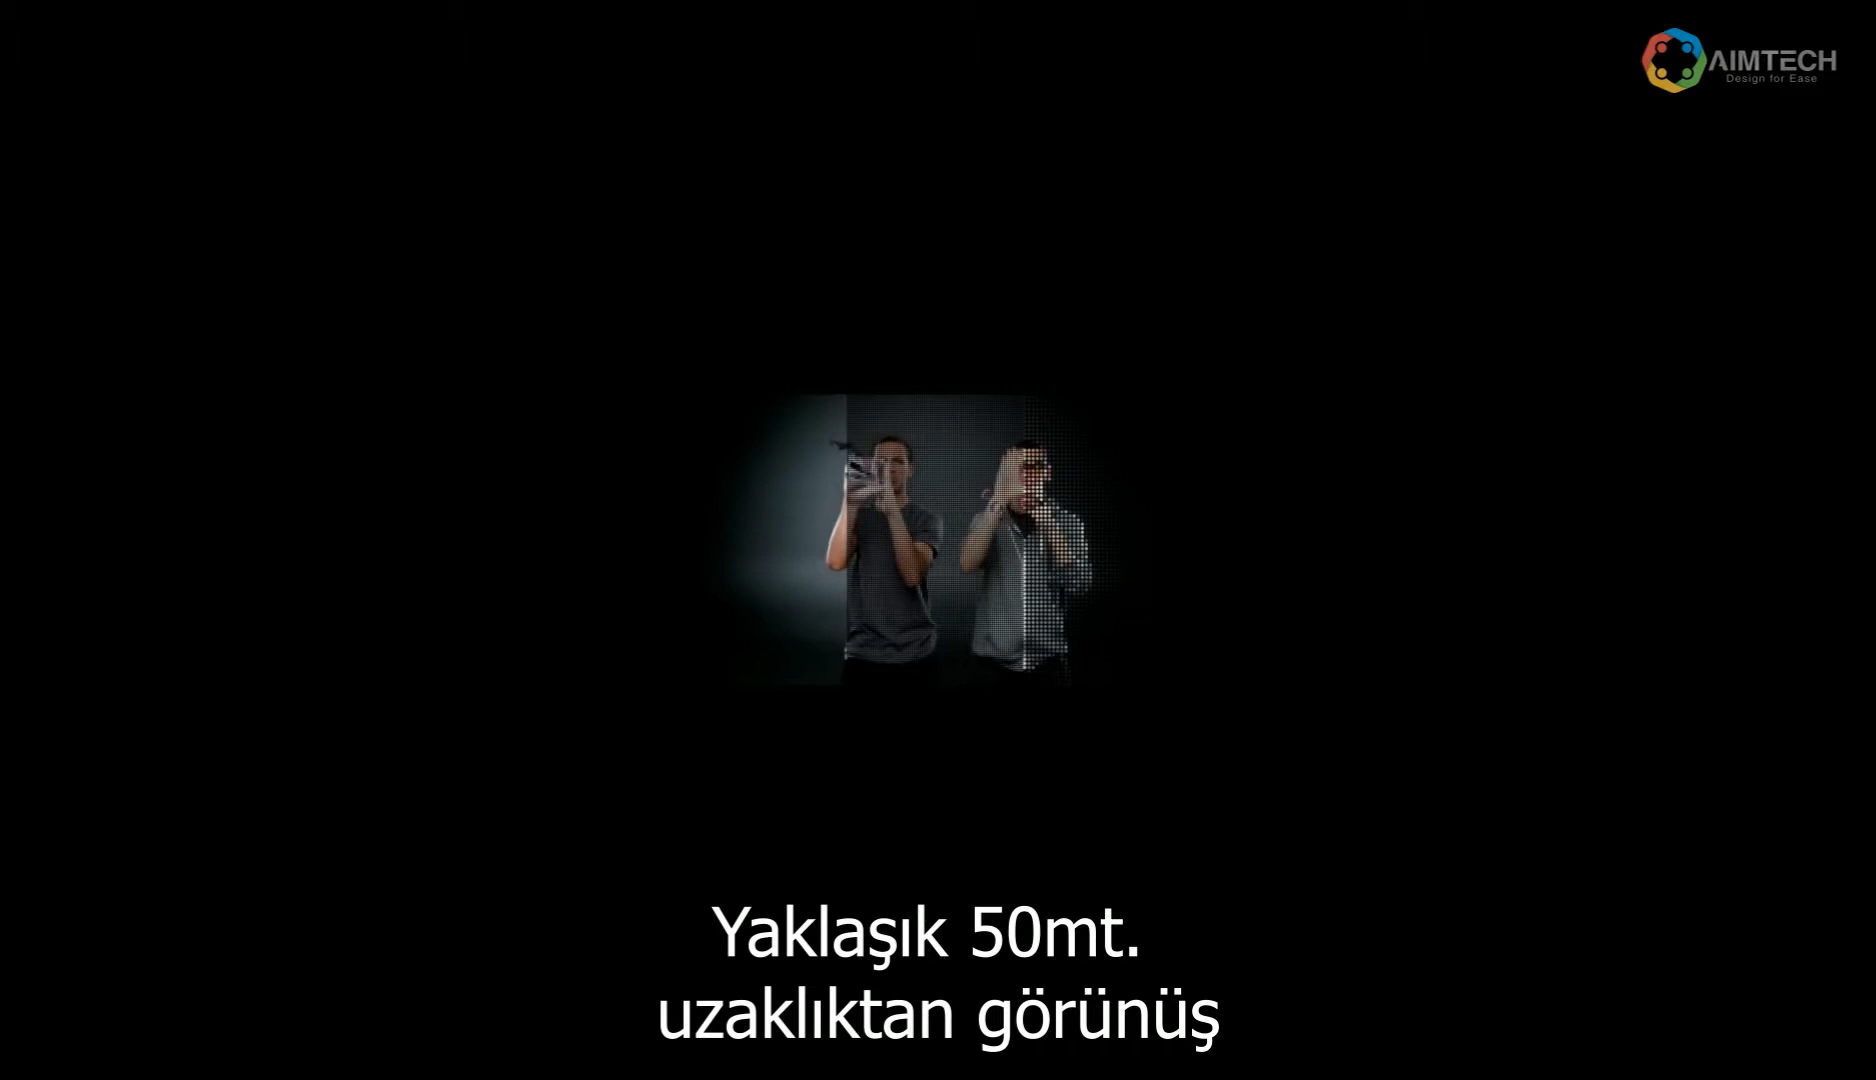 AIMTECH
Design for Ease
Yaklaşık 50mt.
uzaklıktan görünüş